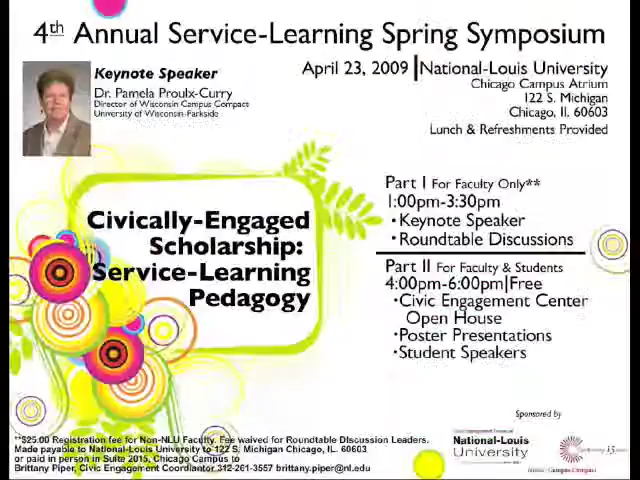 4th Annual Service-Learning Spring Symposium
Keynote Speaker
Dr. Pamela Proulx-Curry
Director of Wisconsin Campus Compact
University of Wisconsin-Parkside
April 23, 2009 | National-Louis University
Chicago Campus Atrium
122 S. Michigan
Chicago, IL 60603
Lunch & Refreshments Provided
Civically-Engaged
Scholarship:
Service-Learning
Pedagogy
Part I For Faculty Only**
1:00pm-3:30pm
•Keynote Speaker
•Roundtable Discussions
Part II For Faculty & Students
4:00pm-6:00pm|Free
•Civic Engagement Center
Open House
•Poster Presentations
•Student Speakers
Sponsored by
National-Louis
University
**$25.00 Registration fee for Non-NLU Faculty. Fee waived for Roundtable Discussion Leaders.
Made payable to National-Louis University to 122 S. Michigan Chicago, IL. 60603
or paid in person in Suite 2015, Chicago Campus to
Brittany Piper, Civic Engagement Coordiantor 312-261-3557 brittany.piper@nl.edu